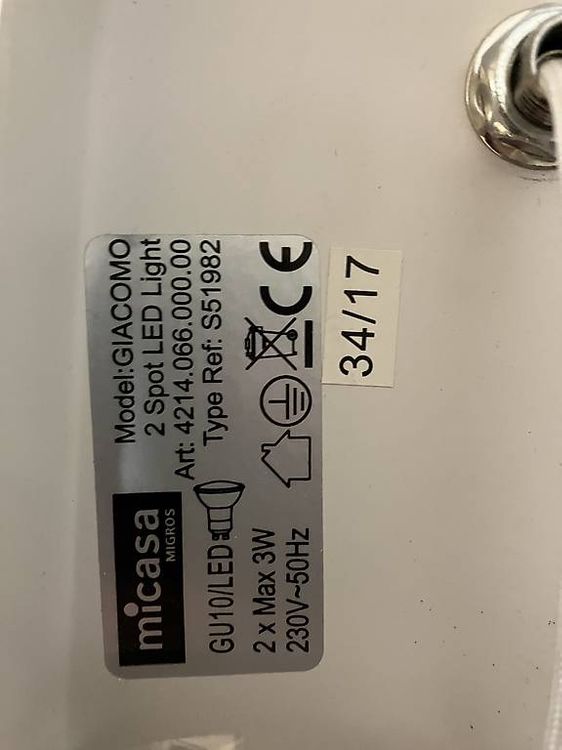 micasa
MIGROS
Model:GIACOMO
2 Spot LED Light
Art: 4214.066.000.00
Type Ref: S51982
GU10/LED
2 x Max 3W
230V~50Hz
CE
34/17